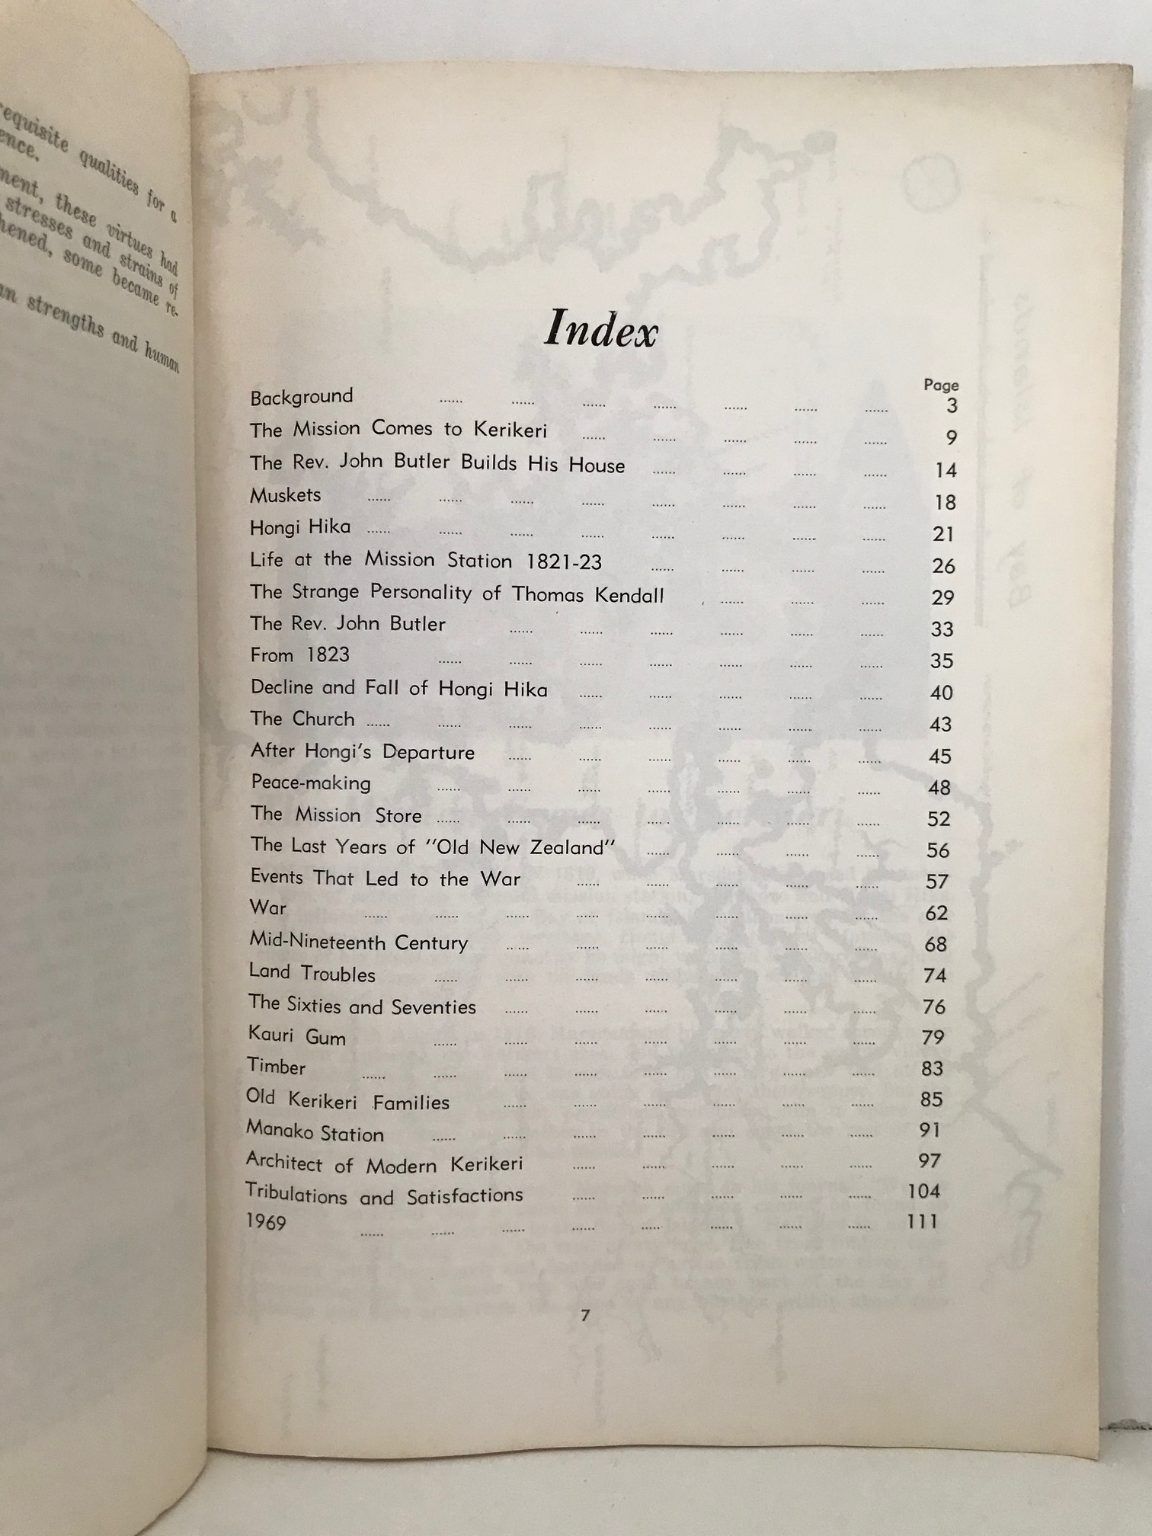 requisite qualities for a
ence.
ment, these virtues had
stresses and strains of
hened, some became re-
an strengths and human
Index
Page
Background ...... ...... ...... ...... ...... ...... ...... 3
The Mission Comes to Kerikeri ...... ...... ...... ...... ...... 9
The Rev. John Butler Builds His House ...... ...... ...... ...... 14
Muskets ...... ...... ...... ...... ...... ...... ...... ...... 18
Hongi Hika ...... ...... ...... ...... ...... ...... ...... ...... 21
Life at the Mission Station 1821-23 ...... ...... ...... ...... 26
The Strange Personality of Thomas Kendall . ...... ...... ...... 29
The Rev. John Butler ...... ...... ...... ...... ...... ...... 33
From 1823 ...... ...... ...... ...... ...... ...... ...... 35
Decline and Fall of Hongi Hika ...... ...... ...... ...... ...... 40
The Church ...... ...... ...... ...... ...... ...... ...... ...... 43
After Hongi's Departure ...... ...... ...... ...... ...... ...... 45
Peace-making ...... ...... ...... ...... ...... ...... ...... 48
The Mission Store ...... ...... ...... ...... ...... ...... ...... 52
The Last Years of "Old New Zealand" ...... ...... ...... ...... 56
Events That Led to the War ...... ...... ...... ...... ...... 57
War ...... ...... ...... ...... ...... ...... ...... ...... 62
Mid-Nineteenth Century ...... ...... ...... ...... ...... ...... 68
Land Troubles ...... ...... ...... ...... ...... ...... ...... 74
The Sixties and Seventies ...... ...... ...... ...... ...... ...... 76
Kauri Gum ...... ...... ...... ...... ...... ...... ...... 79
Timber ...... ...... ...... ...... ...... ...... ...... ...... 83
Old Kerikeri Families ...... ...... ...... ...... ...... ...... 85
Manako Station ...... ...... ...... ...... ...... ...... ...... 91
Architect of Modern Kerikeri ...... ...... ...... ...... ...... 97
Tribulations and Satisfactions ...... ...... ...... ...... ...... 104
1969 ...... ...... ...... ...... ...... ...... ...... ...... 111
7